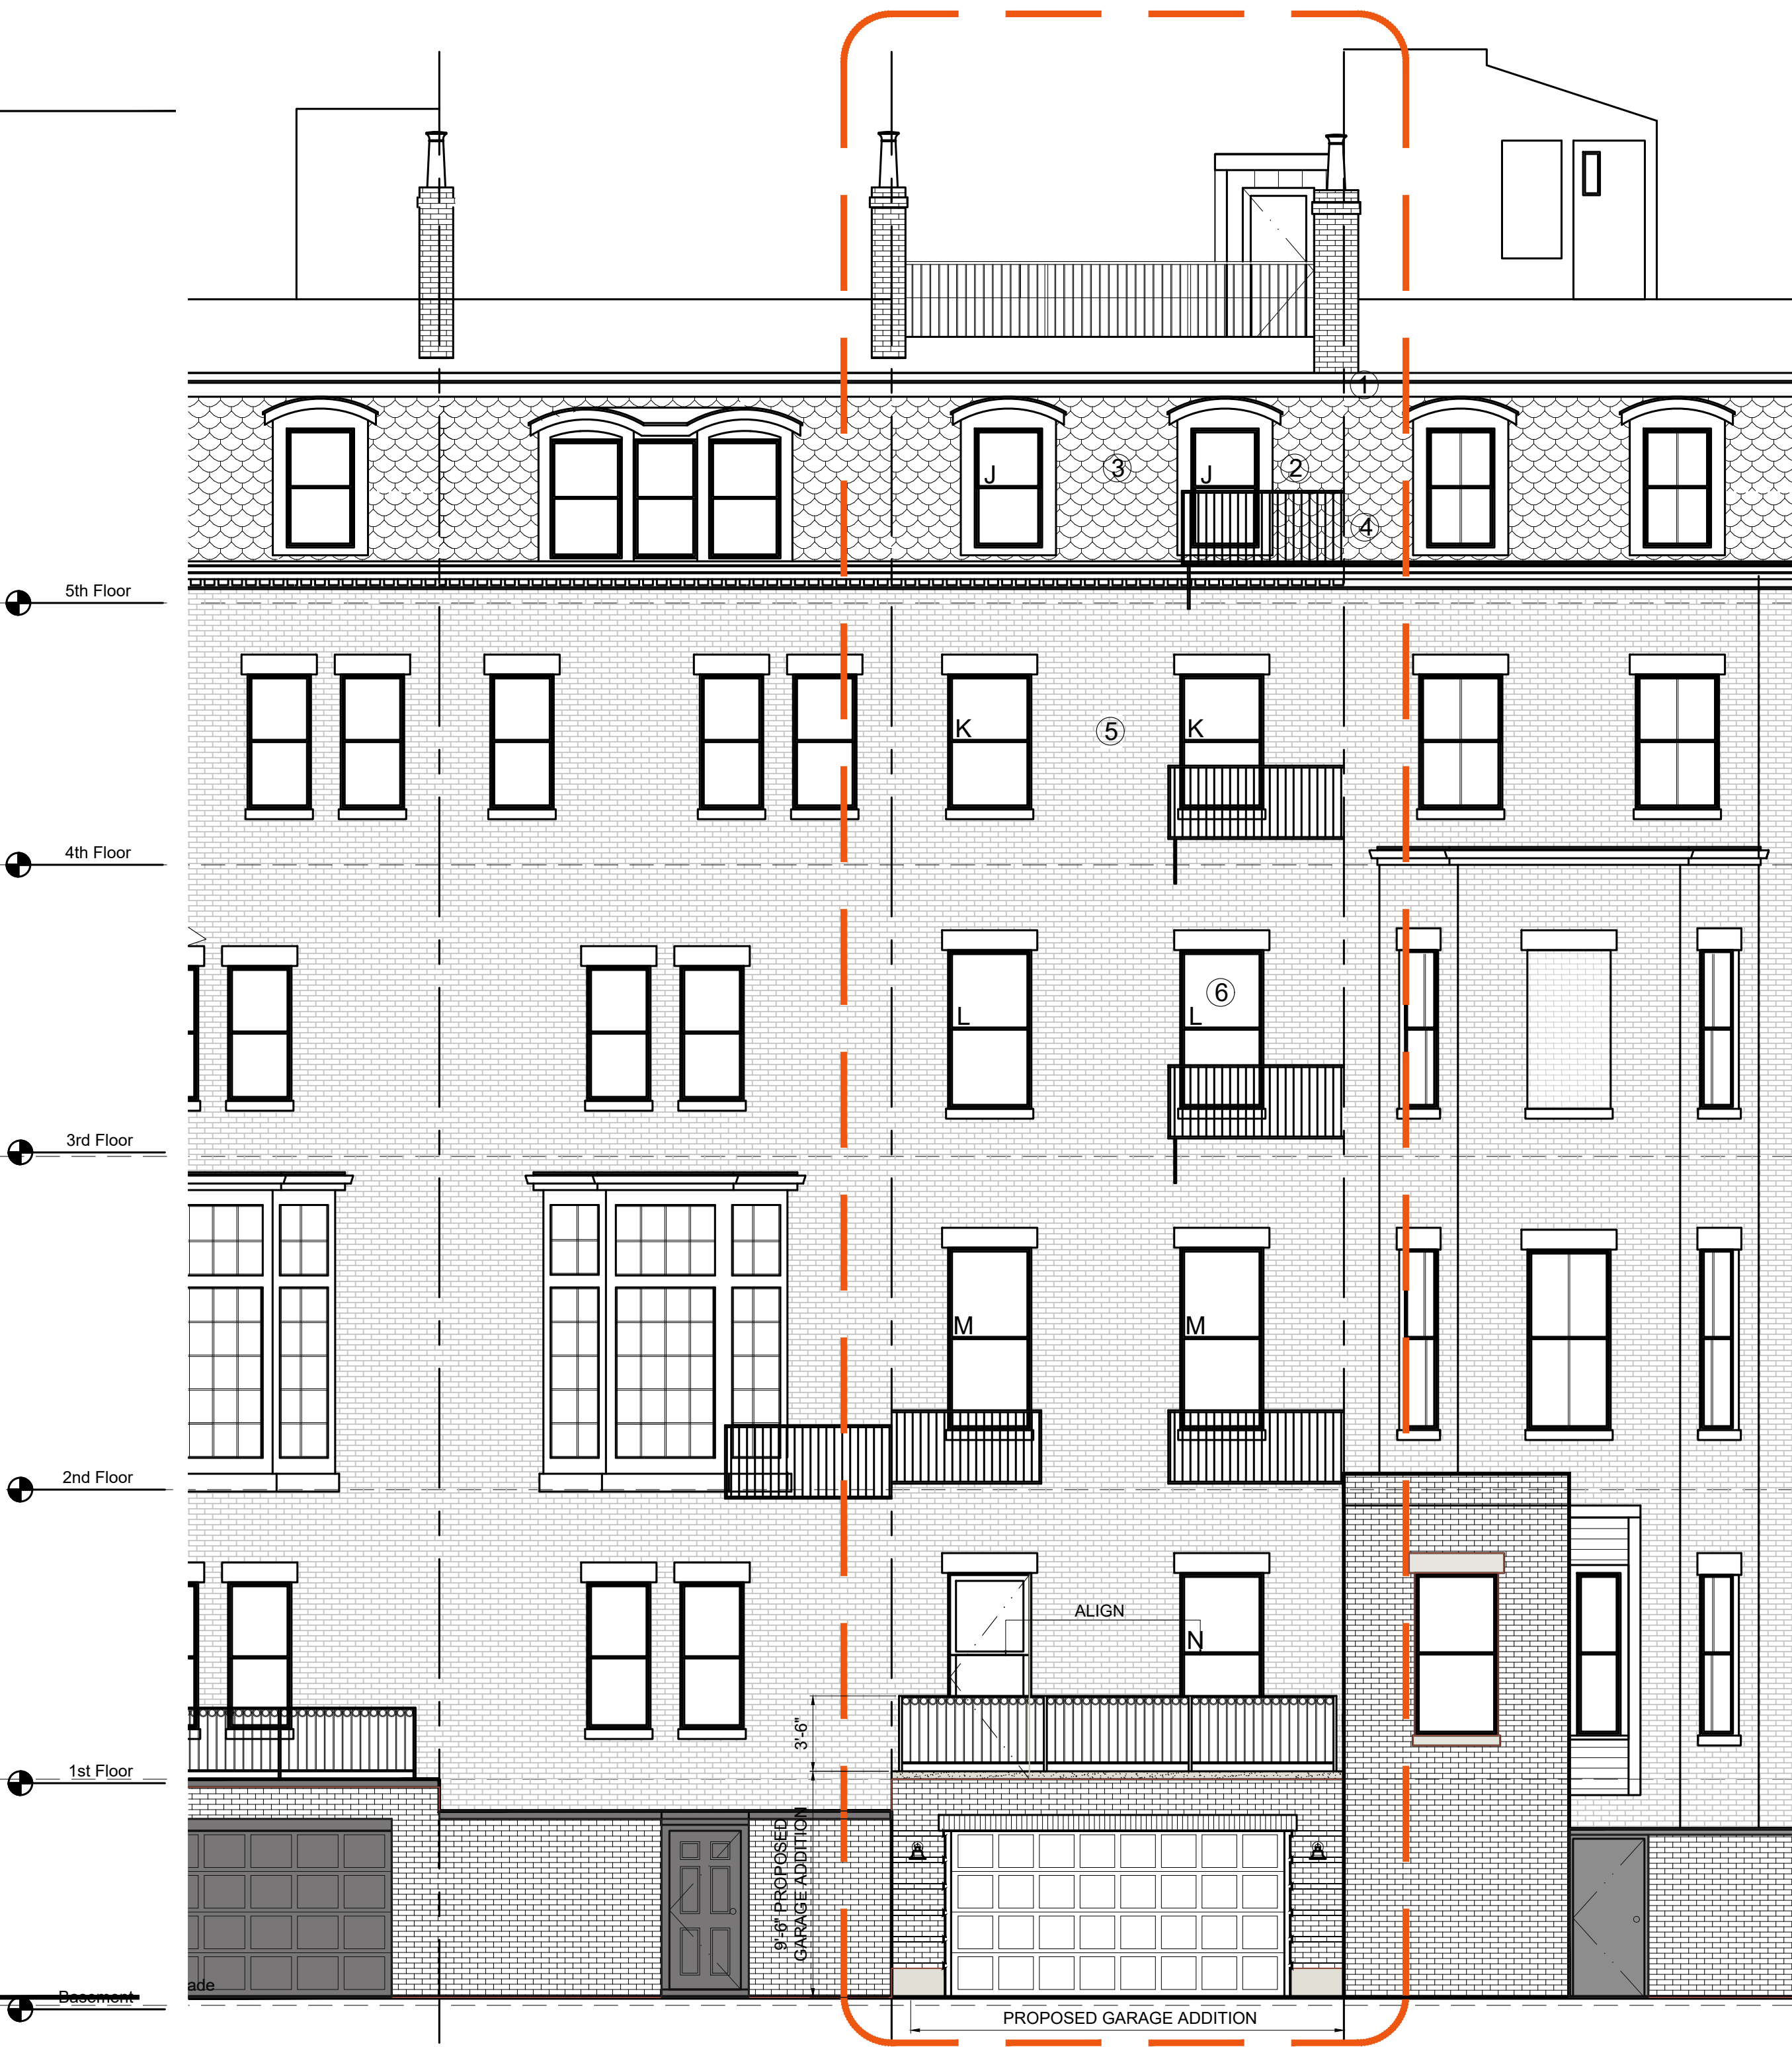 1
J
3
J
2
4
5th Floor
K
5
K
4th Floor
L
6
L
3rd Floor
M
M
2nd Floor
ALIGN
N
3'-6"
1st Floor
9'-6" PROPOSED
GARAGE ADDITION
ade
Basement
PROPOSED GARAGE ADDITION